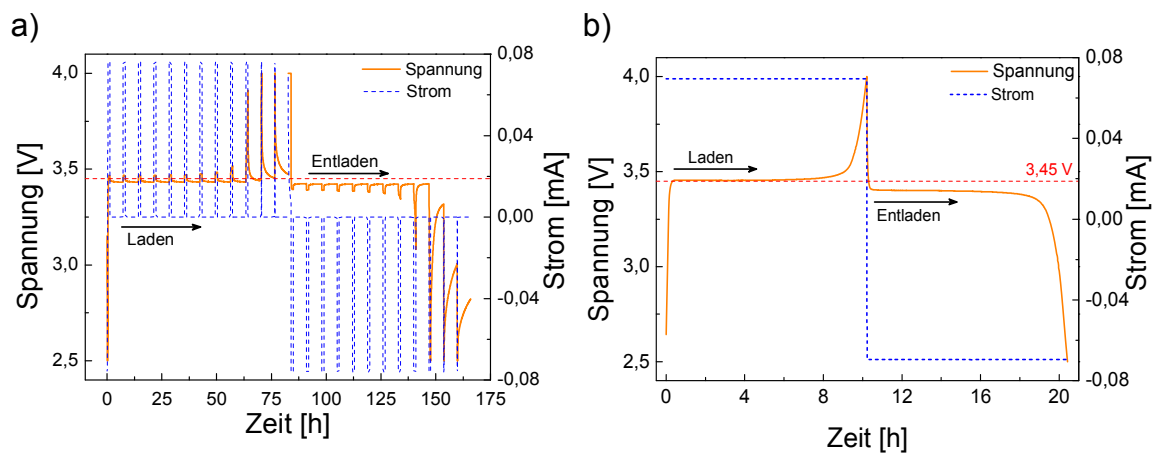 a)
Spannung [V]
4,0
3,5
3,0
2,5
Spannung
Strom
Entladen
Laden
0,08
0,04
0,00
-0,04
-0,08
Strom [mA]
0 25 50 75 100 125 150 175
Zeit [h]
b)
Spannung [V]
4,0
3,5
3,0
2,5
Spannung
Strom
Laden
3,45 V
Entladen
0,08
0,04
0,00
-0,04
-0,08
Strom [mA]
0 4 8 12 16 20
Zeit [h]